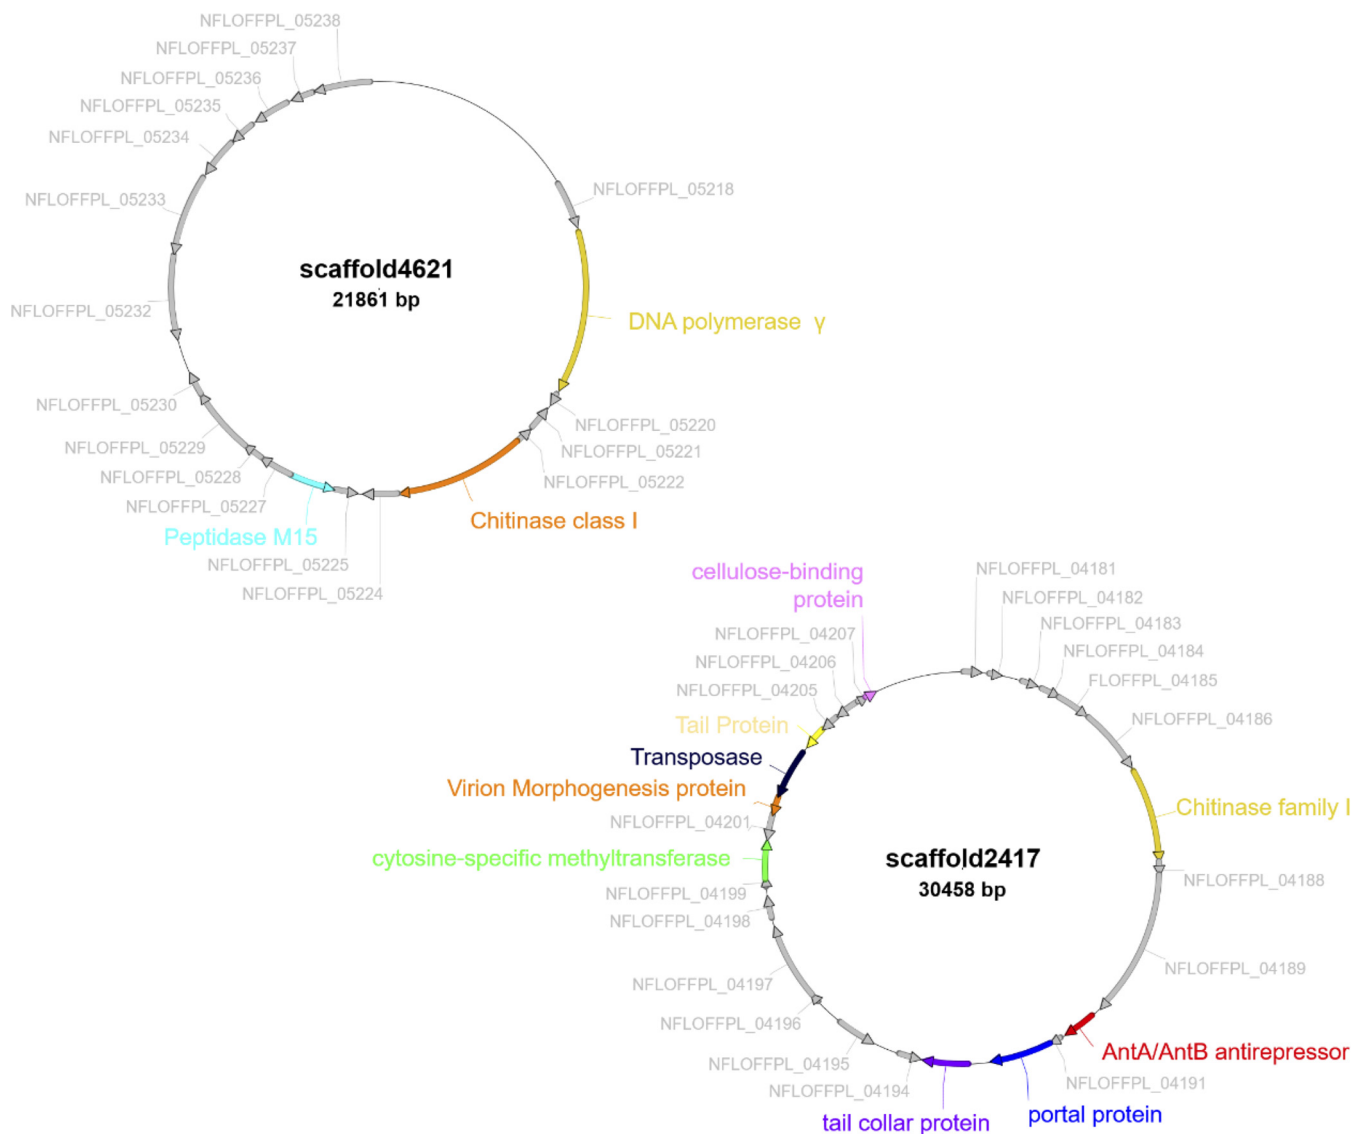 NFLOFFPL_05238
NFLOFFPL_05237
NFLOFFPL_05236
NFLOFFPL_05235
NFLOFFPL_05234
NFLOFFPL_05233
NFLOFFPL_05218
scaffold4621
21861 bp
NFLOFFPL_05232
DNA polymerase γ
NFLOFFPL_05230
NFLOFFPL_05220
NFLOFFPL_05229
NFLOFFPL_05221
NFLOFFPL_05228
NFLOFFPL_05222
NFLOFFPL_05227
Chitinase class I
Peptidase M15
NFLOFFPL_05225
NFLOFFPL_05224
cellulose-binding
protein
NFLOFFPL_04181
NFLOFFPL_04182
NFLOFFPL_04207
NFLOFFPL_04183
NFLOFFPL_04206
NFLOFFPL_04184
NFLOFFPL_04205
FLOFFPL_04185
Tail Protein
NFLOFFPL_04186
Transposase
Virion Morphogenesis protein
Chitinase family I
NFLOFFPL_04201
cytosine-specific methyltransferase
scaffold2417
30458 bp
NFLOFFPL_04188
NFLOFFPL_04199
NFLOFFPL_04198
NFLOFFPL_04189
NFLOFFPL_04197
NFLOFFPL_04196
AntA/AntB antirepressor
NFLOFFPL_04195
NFLOFFPL_04194
NFLOFFPL_04191
tail collar protein
portal protein